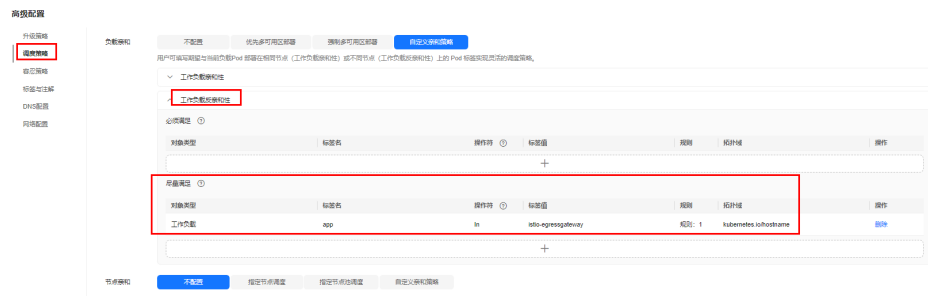 高级配置
升级策略
调度策略
容忍策略
标签与注解
DNS配置
网络配置
负载亲和
不配置 优先多可用区部署 强制多可用区部署 自定义亲和策略
用户可编写期望与当前负载Pod 部署在相同节点（工作负载亲和性）或不同节点（工作负载反亲和性）上的 Pod 标签实现灵活的调度策略。
工作负载亲和性
工作负载反亲和性
必须满足
对象类型 标签名 操作符 标签值 规则 拓扑域 操作
尽量满足
对象类型 标签名 操作符 标签值 规则 拓扑域 操作
工作负载 app In istio-egressgateway 规则：1 kubernetes.io/hostname 删除
节点亲和
不配置 指定节点调度 指定节点池调度 自定义亲和策略